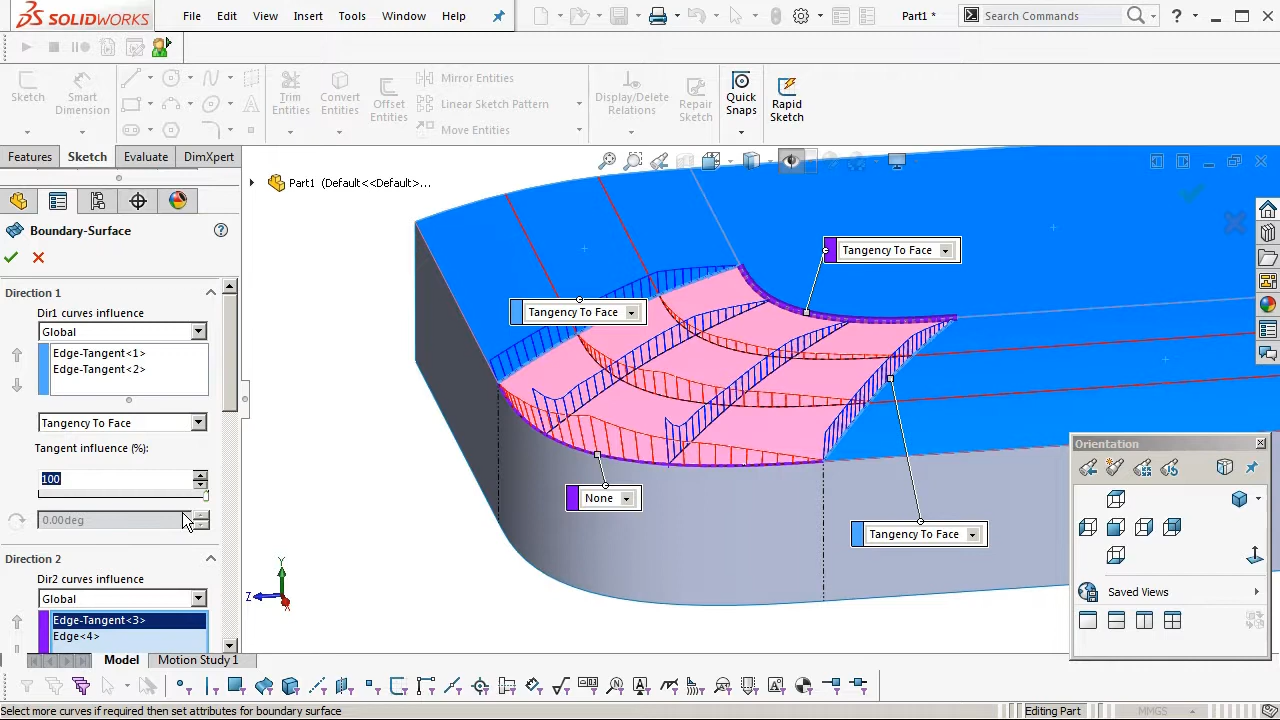 SOLIDWORKS File Edit View Insert Tools Window Help Part1 * Search Commands ?
Sketch Smart Dimension Trim Entities Convert Entities Offset Entities Mirror Entities Linear Sketch Pattern Move Entities Display/Delete Relations Repair Sketch Quick Snaps Rapid Sketch
Features Sketch Evaluate DimXpert
Part1 (Default<<Default>...
Boundary-Surface
Direction 1
Dir1 curves influence
Global
Edge-Tangent<1>
Edge-Tangent<2>
Tangency To Face
Tangent influence (%):
100
0.00deg
Direction 2
Dir2 curves influence
Global
Edge-Tangent<3>
Edge<4>
Tangency To Face
Tangency To Face
None
Tangency To Face
Y
Z
Orientation
Saved Views
Model Motion Study 1
Select more curves if required then set attributes for boundary surface Editing Part MMGS